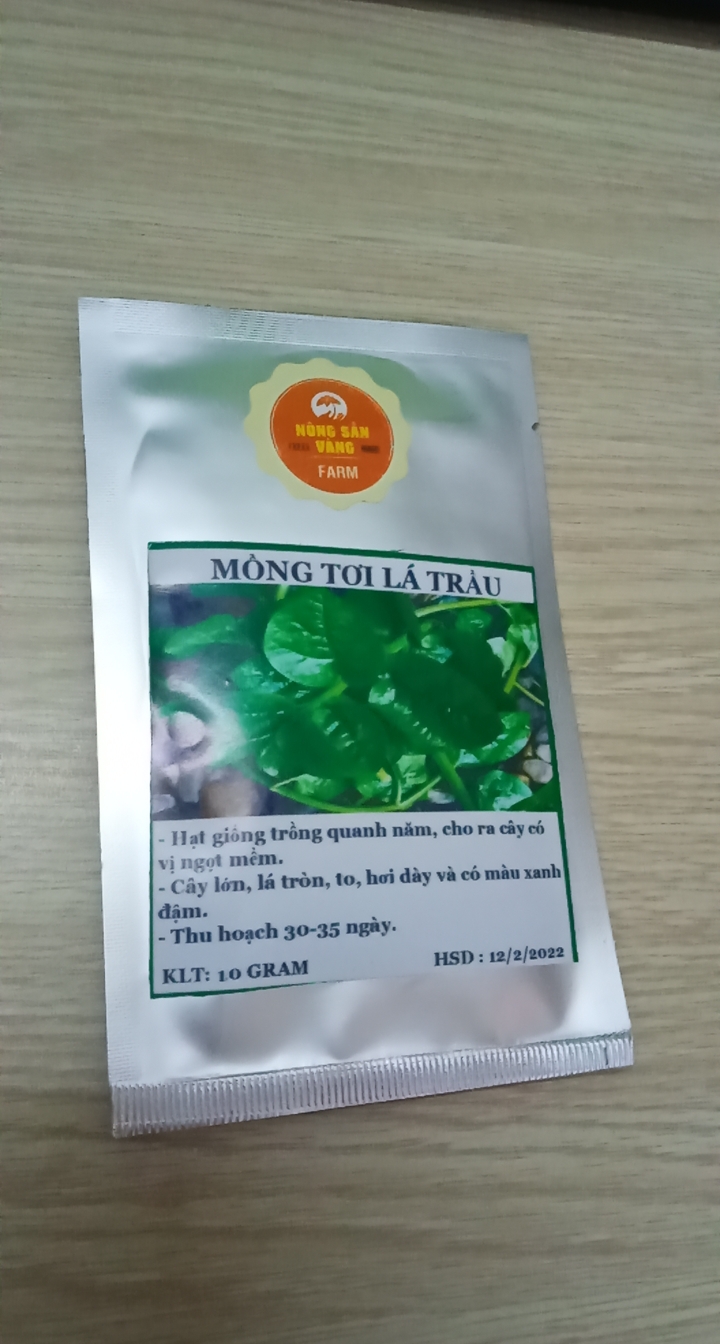 NÔNG SẢN
VÀNG
FARM
MỒNG TƠI LÁ TRẦU
- Hạt giống trồng quanh năm, cho ra cây có
vị ngọt mềm.
- Cây lớn, lá tròn, to, hơi dày và có màu xanh
đậm.
- Thu hoạch 30-35 ngày.
KLT: 10 GRAM
HSD : 12/2/2022